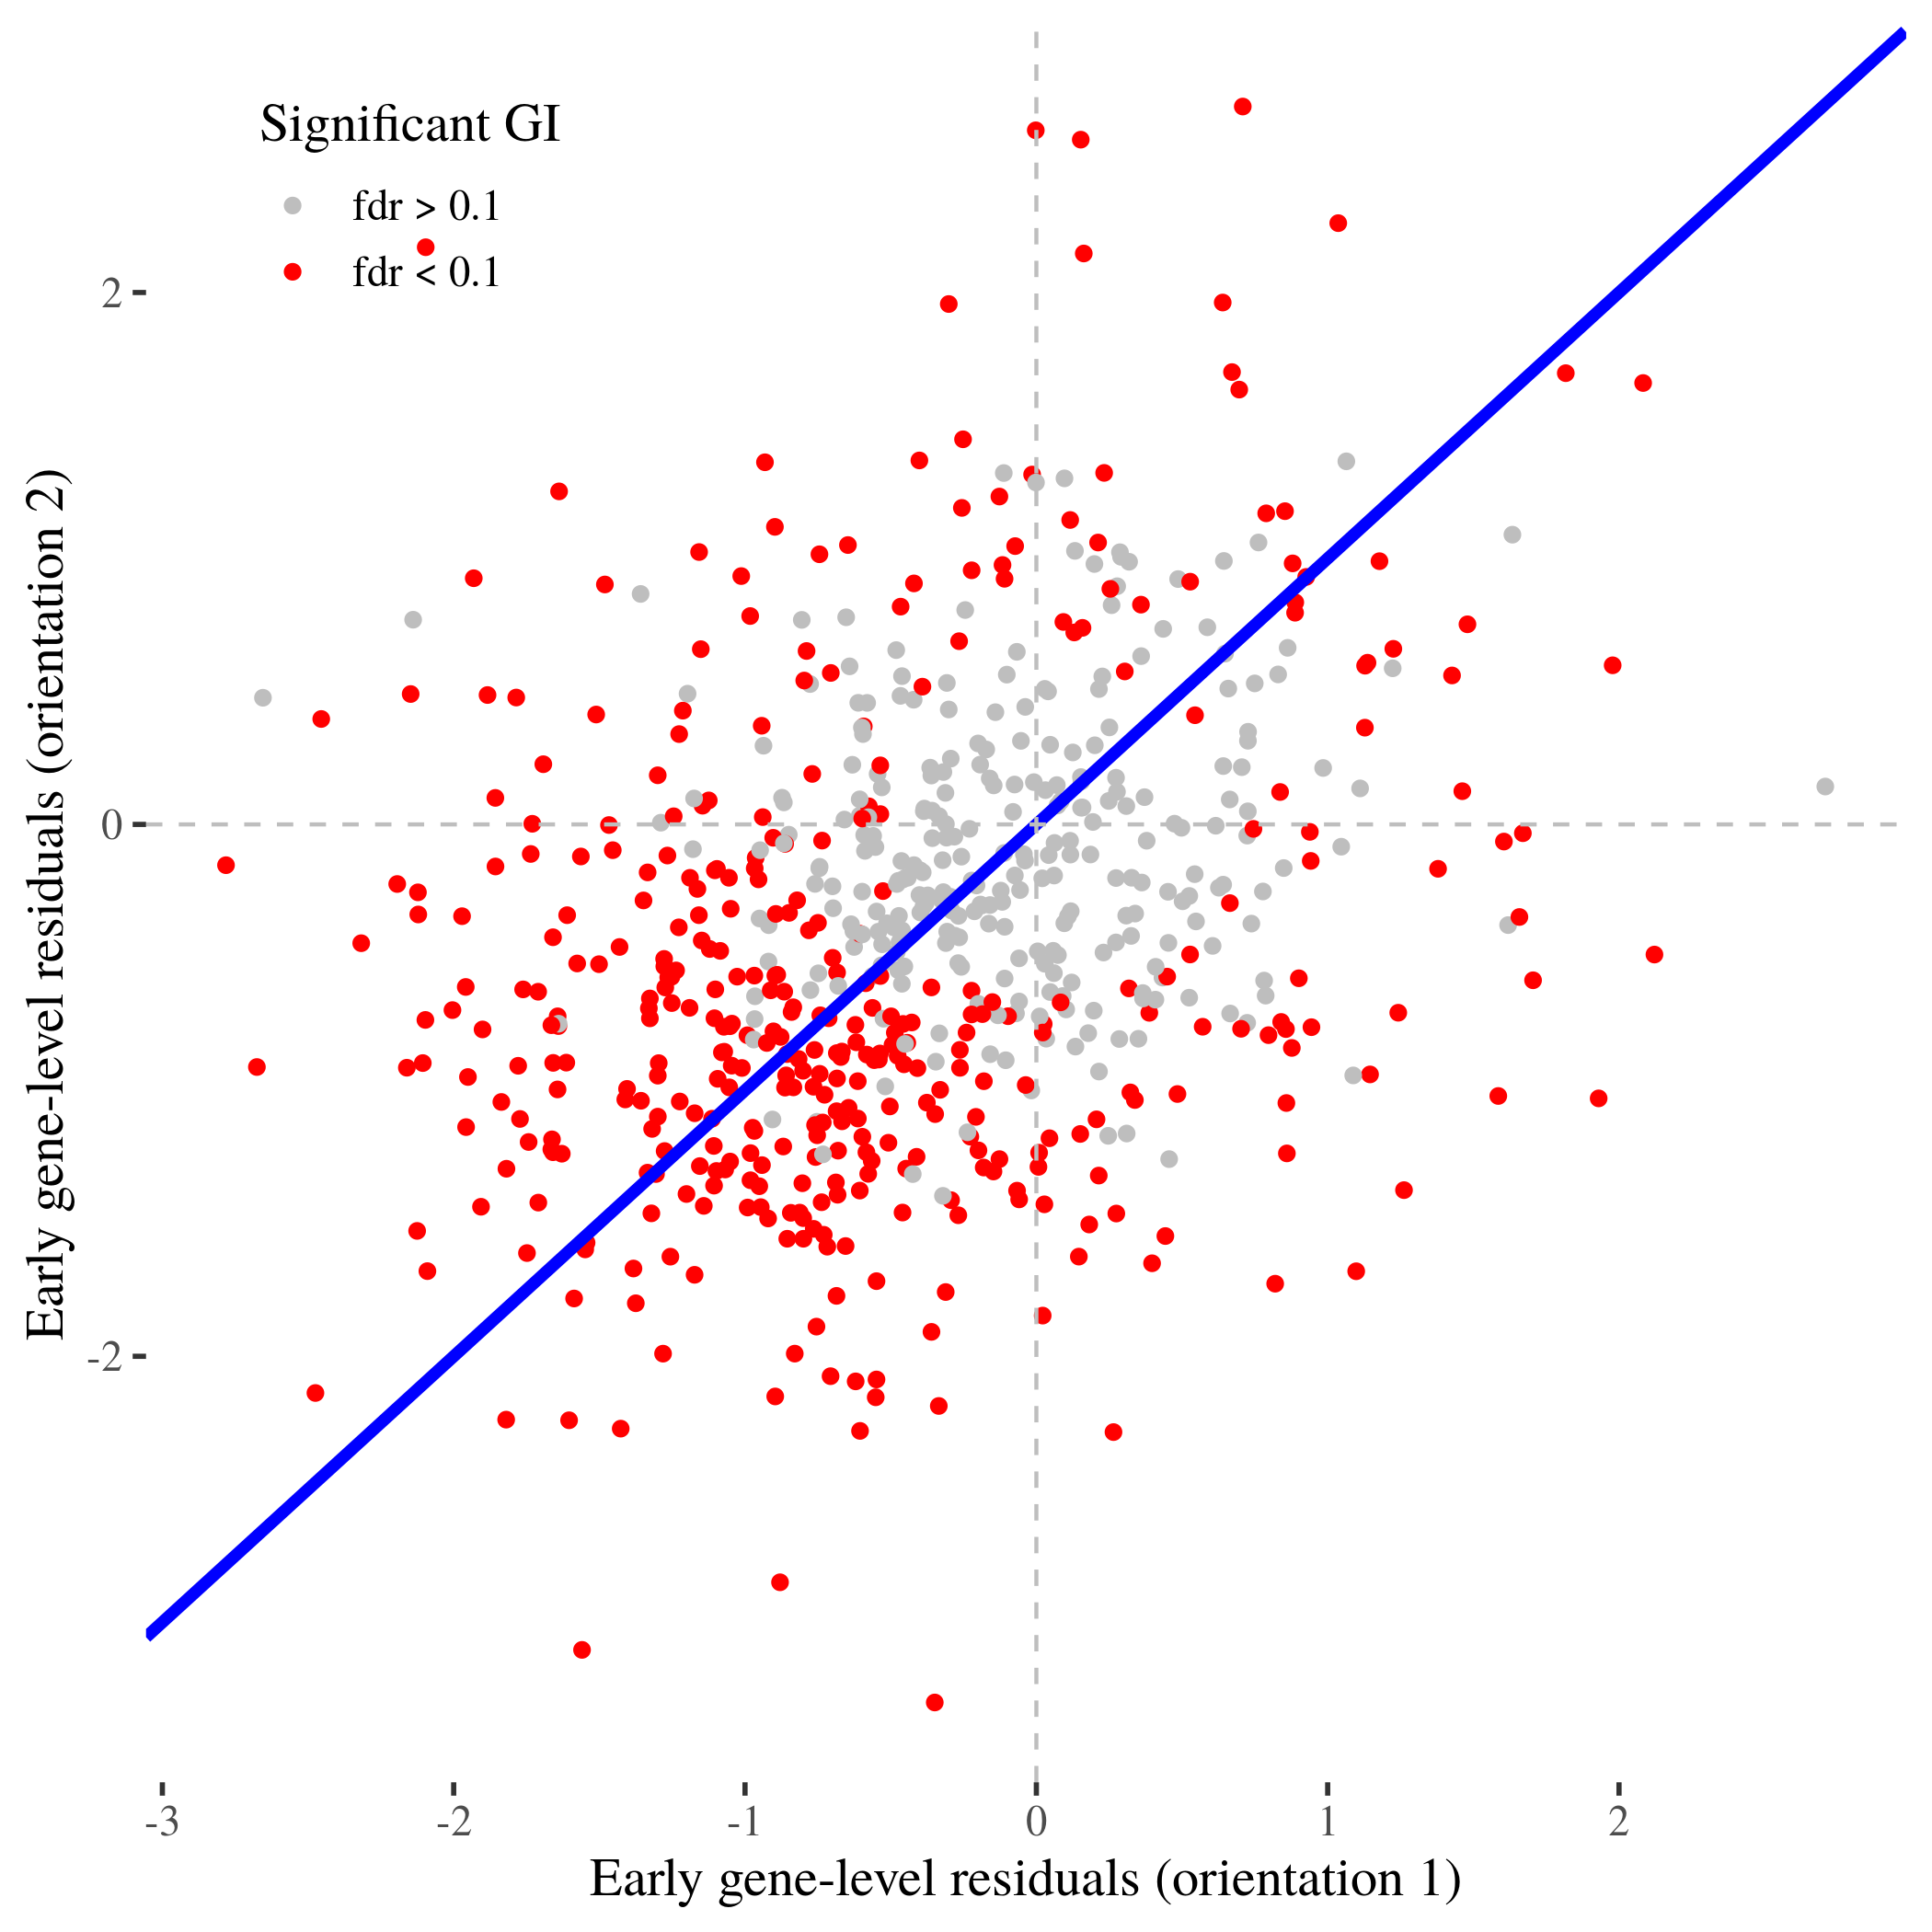 Significant GI
fdr > 0.1
fdr < 0.1
2
0
-2
Early gene-level residuals (orientation 2)
-3
-2
-1
0
1
2
Early gene-level residuals (orientation 1)